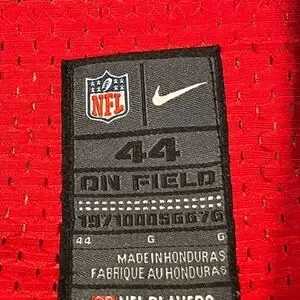 NFL
44
ON FIELD
44 G G
MADE IN HONDURAS
FABRIQUE AU HONDURAS
NFL PLAYERS